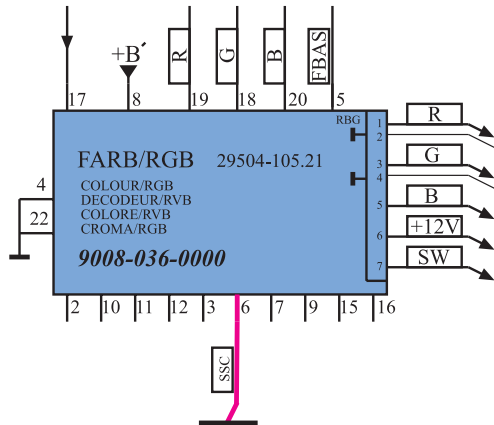 R
G
B
FBAS
+B´
17
8
19
18
20
5
RBG
1
R
2
3
G
4
5
B
6
+12V
7
SW
FARB/RGB 29504-105.21
COLOUR/RGB
DECODEUR/RVB
COLORE/RVB
CROMA/RGB
9008-036-0000
4
22
2
10
11
12
3
6
7
9
15
16
SSC